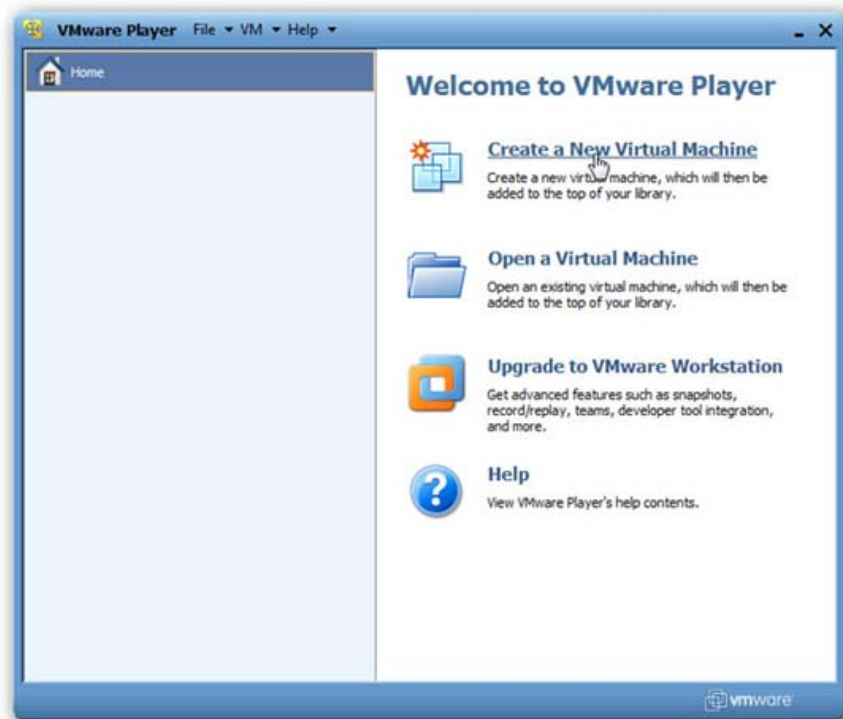 VMware Player File VM Help
Home
Welcome to VMware Player
Create a New Virtual Machine
Create a new virtual machine, which will then be
added to the top of your library.
Open a Virtual Machine
Open an existing virtual machine, which will then be
added to the top of your library.
Upgrade to VMware Workstation
Get advanced features such as snapshots,
record/replay, teams, developer tool integration,
and more.
Help
View VMware Player's help contents.
vmware